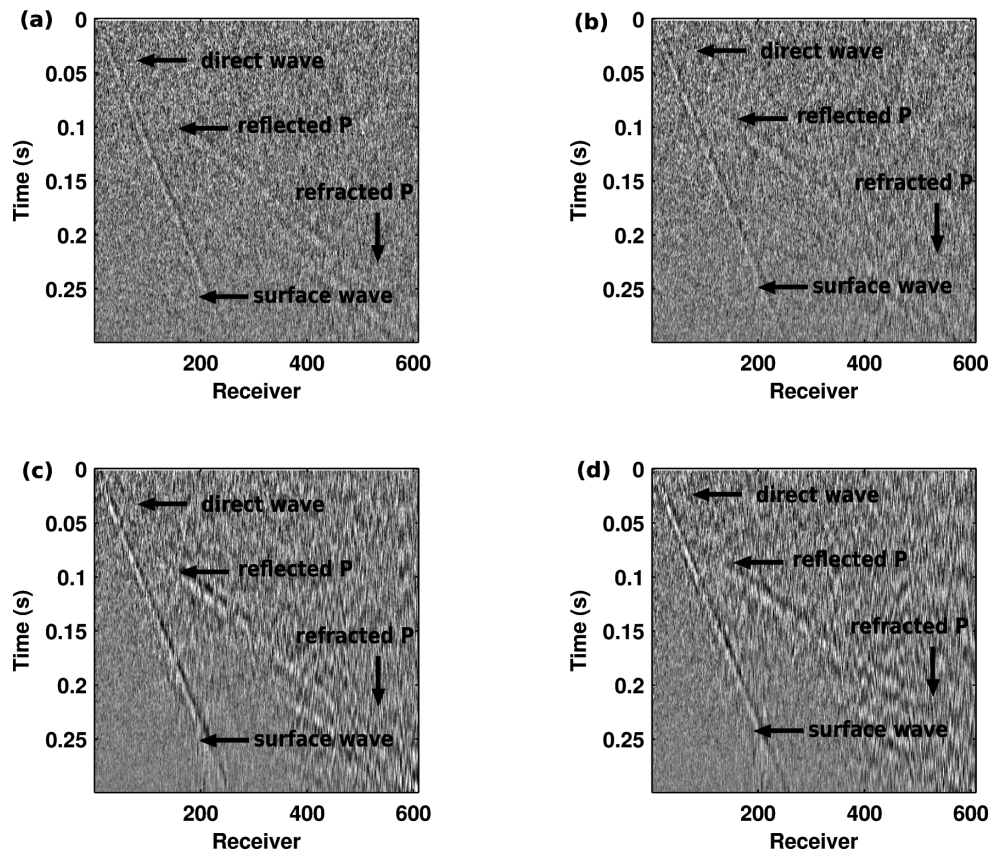 (a)
0
0.05
0.1
0.15
0.2
0.25
Time (s)
direct wave
reflected P
refracted P
surface wave
200 400 600
Receiver
(b)
0
0.05
0.1
0.15
0.2
0.25
Time (s)
direct wave
reflected P
refracted P
surface wave
200 400 600
Receiver
(c)
0
0.05
0.1
0.15
0.2
0.25
Time (s)
direct wave
reflected P
refracted P
surface wave
200 400 600
Receiver
(d)
0
0.05
0.1
0.15
0.2
0.25
Time (s)
direct wave
reflected P
refracted P
surface wave
200 400 600
Receiver